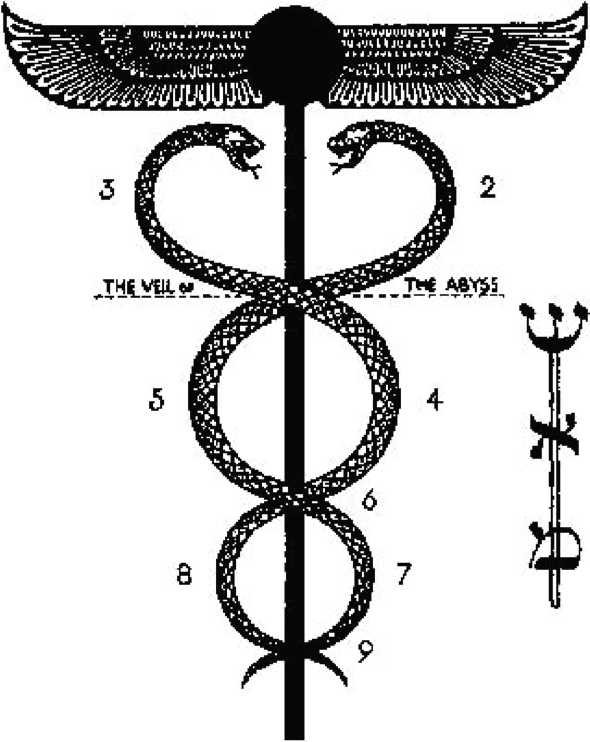 3 2
THE VEIL OF THE ABYSS
5 4
6
8 7
9
ש
א
מ